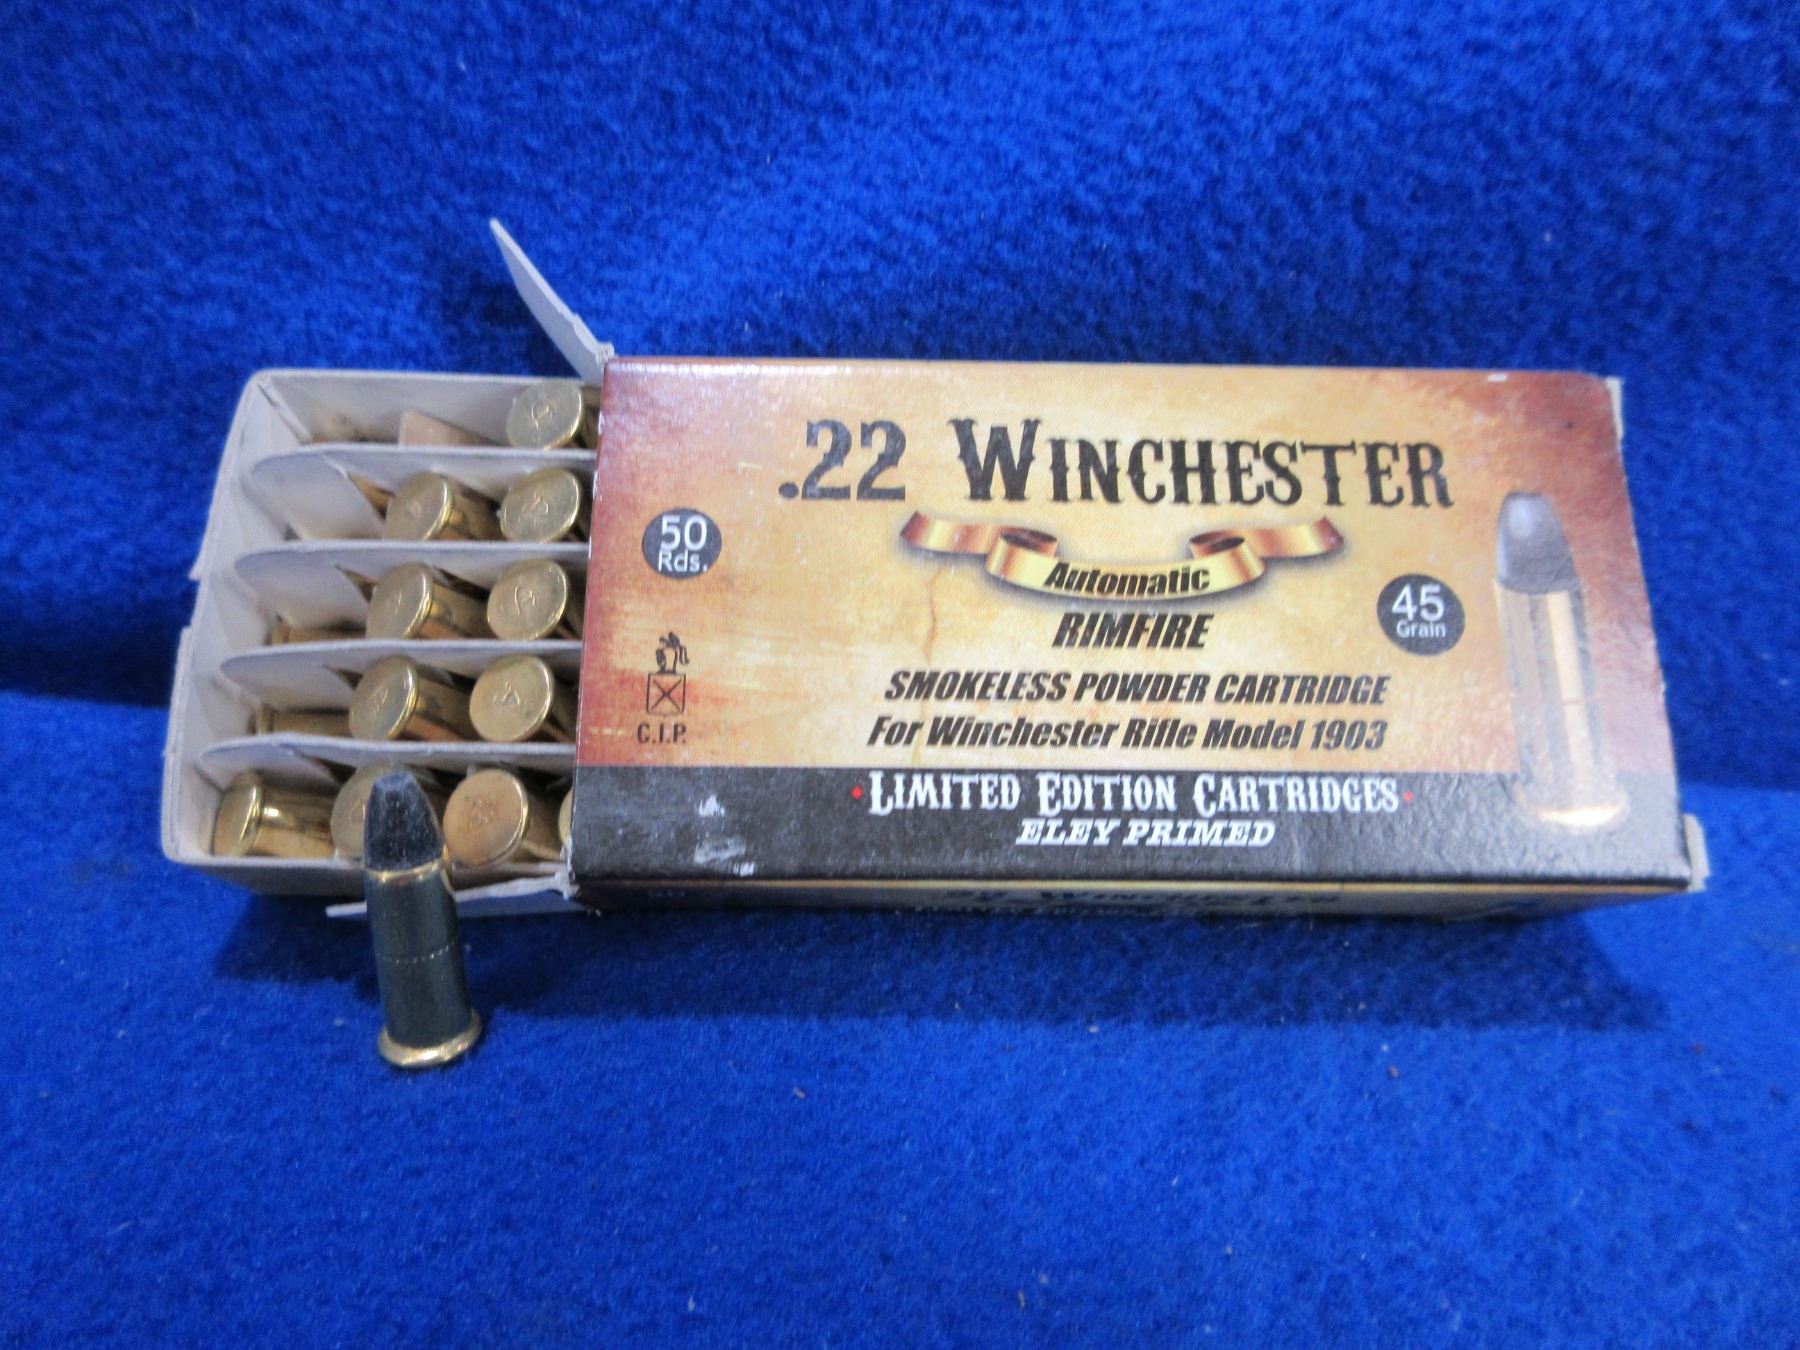 .22 WINCHESTER
50
Rds.
Automatic
RIMFIRE
45
Grain
SMOKELESS POWDER CARTRIDGE
C.I.P.
For Winchester Rifle Model 1903
LIMITED EDITION CARTRIDGES
ELEY PRIMED